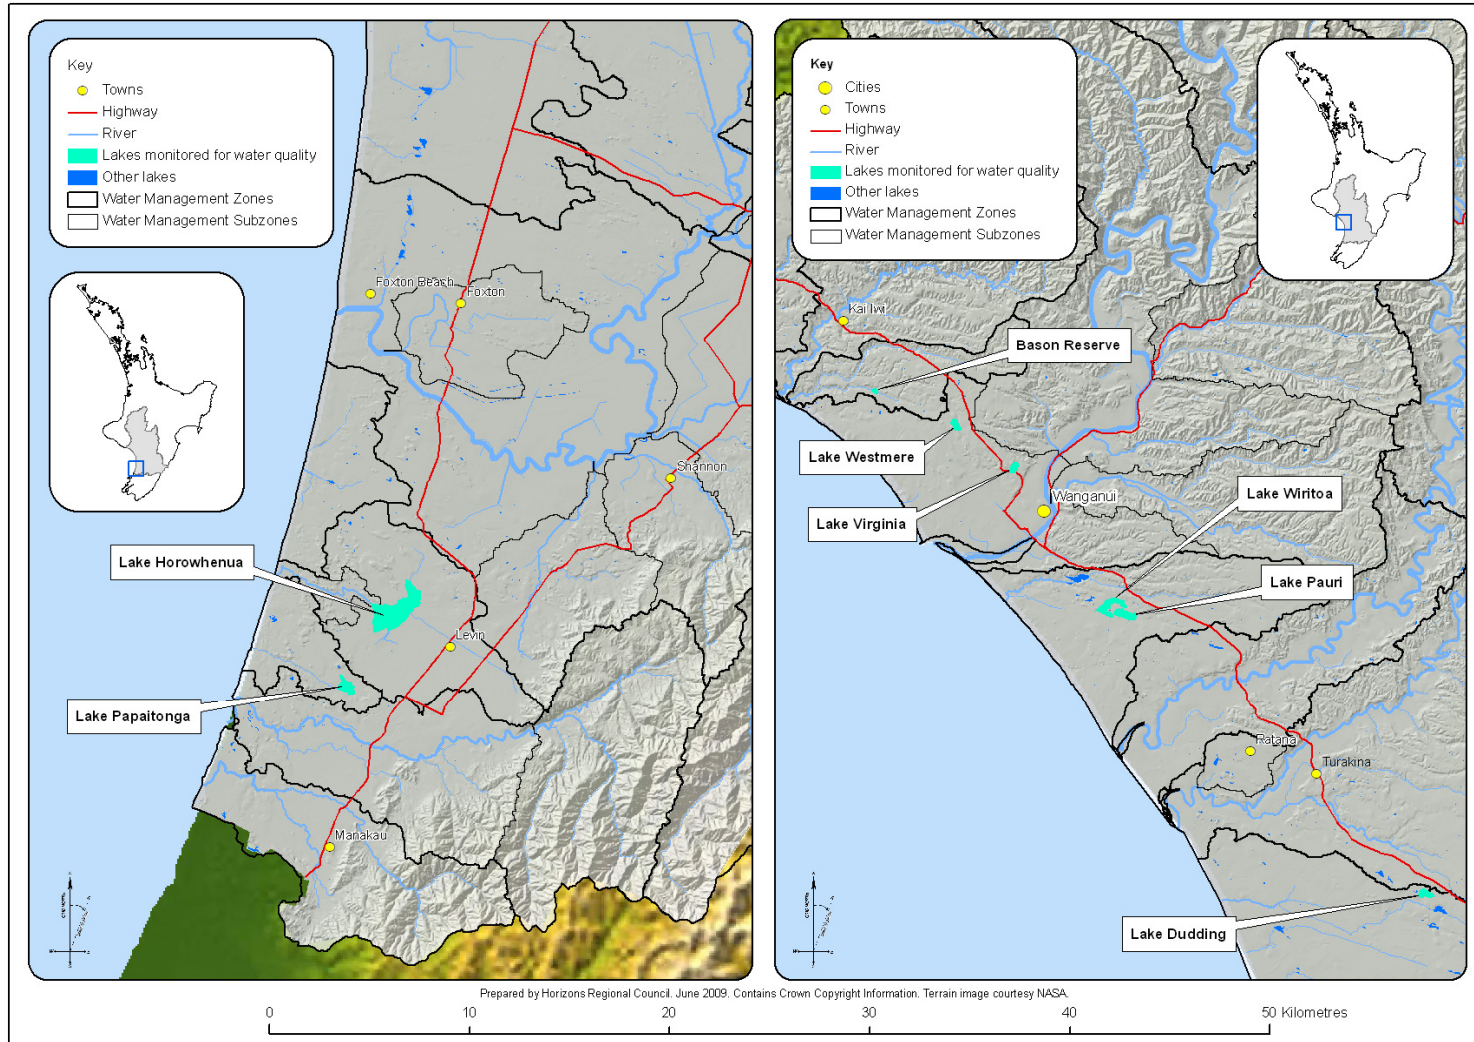 Key
Towns
Highway
River
Lakes monitored for water quality
Other lakes
Water Management Zones
Water Management Subzones
Foxton Beach
Foxton
Shannon
Lake Horowhenua
Levin
Lake Papaitonga
Manakau
Key
Cities
Towns
Highway
River
Lakes monitored for water quality
Other lakes
Water Management Zones
Water Management Subzones
Kai Iwi
Bason Reserve
Lake Westmere
Lake Virginia
Wanganui
Lake Wiritoa
Lake Pauri
Ratana
Turakina
Lake Dudding
Prepared by Horizons Regional Council. June 2009. Contains Crown Copyright Information. Terrain image courtesy NASA.
0 10 20 30 40 50 Kilometres